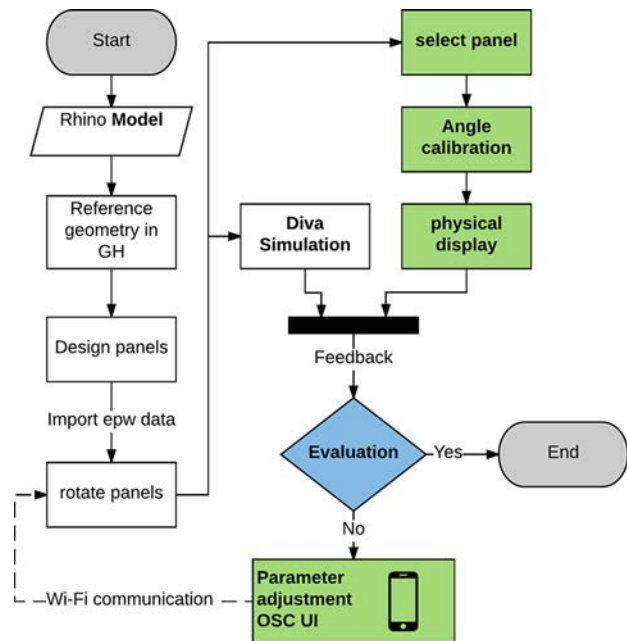 Start
Rhino Model
Reference
geometry in
GH
Design panels
Import epw data
rotate panels
select panel
Angle
calibration
physical
display
Diva
Simulation
Feedback
Evaluation
Yes
End
No
Parameter
adjustment
OSC UI
Wi-Fi communication